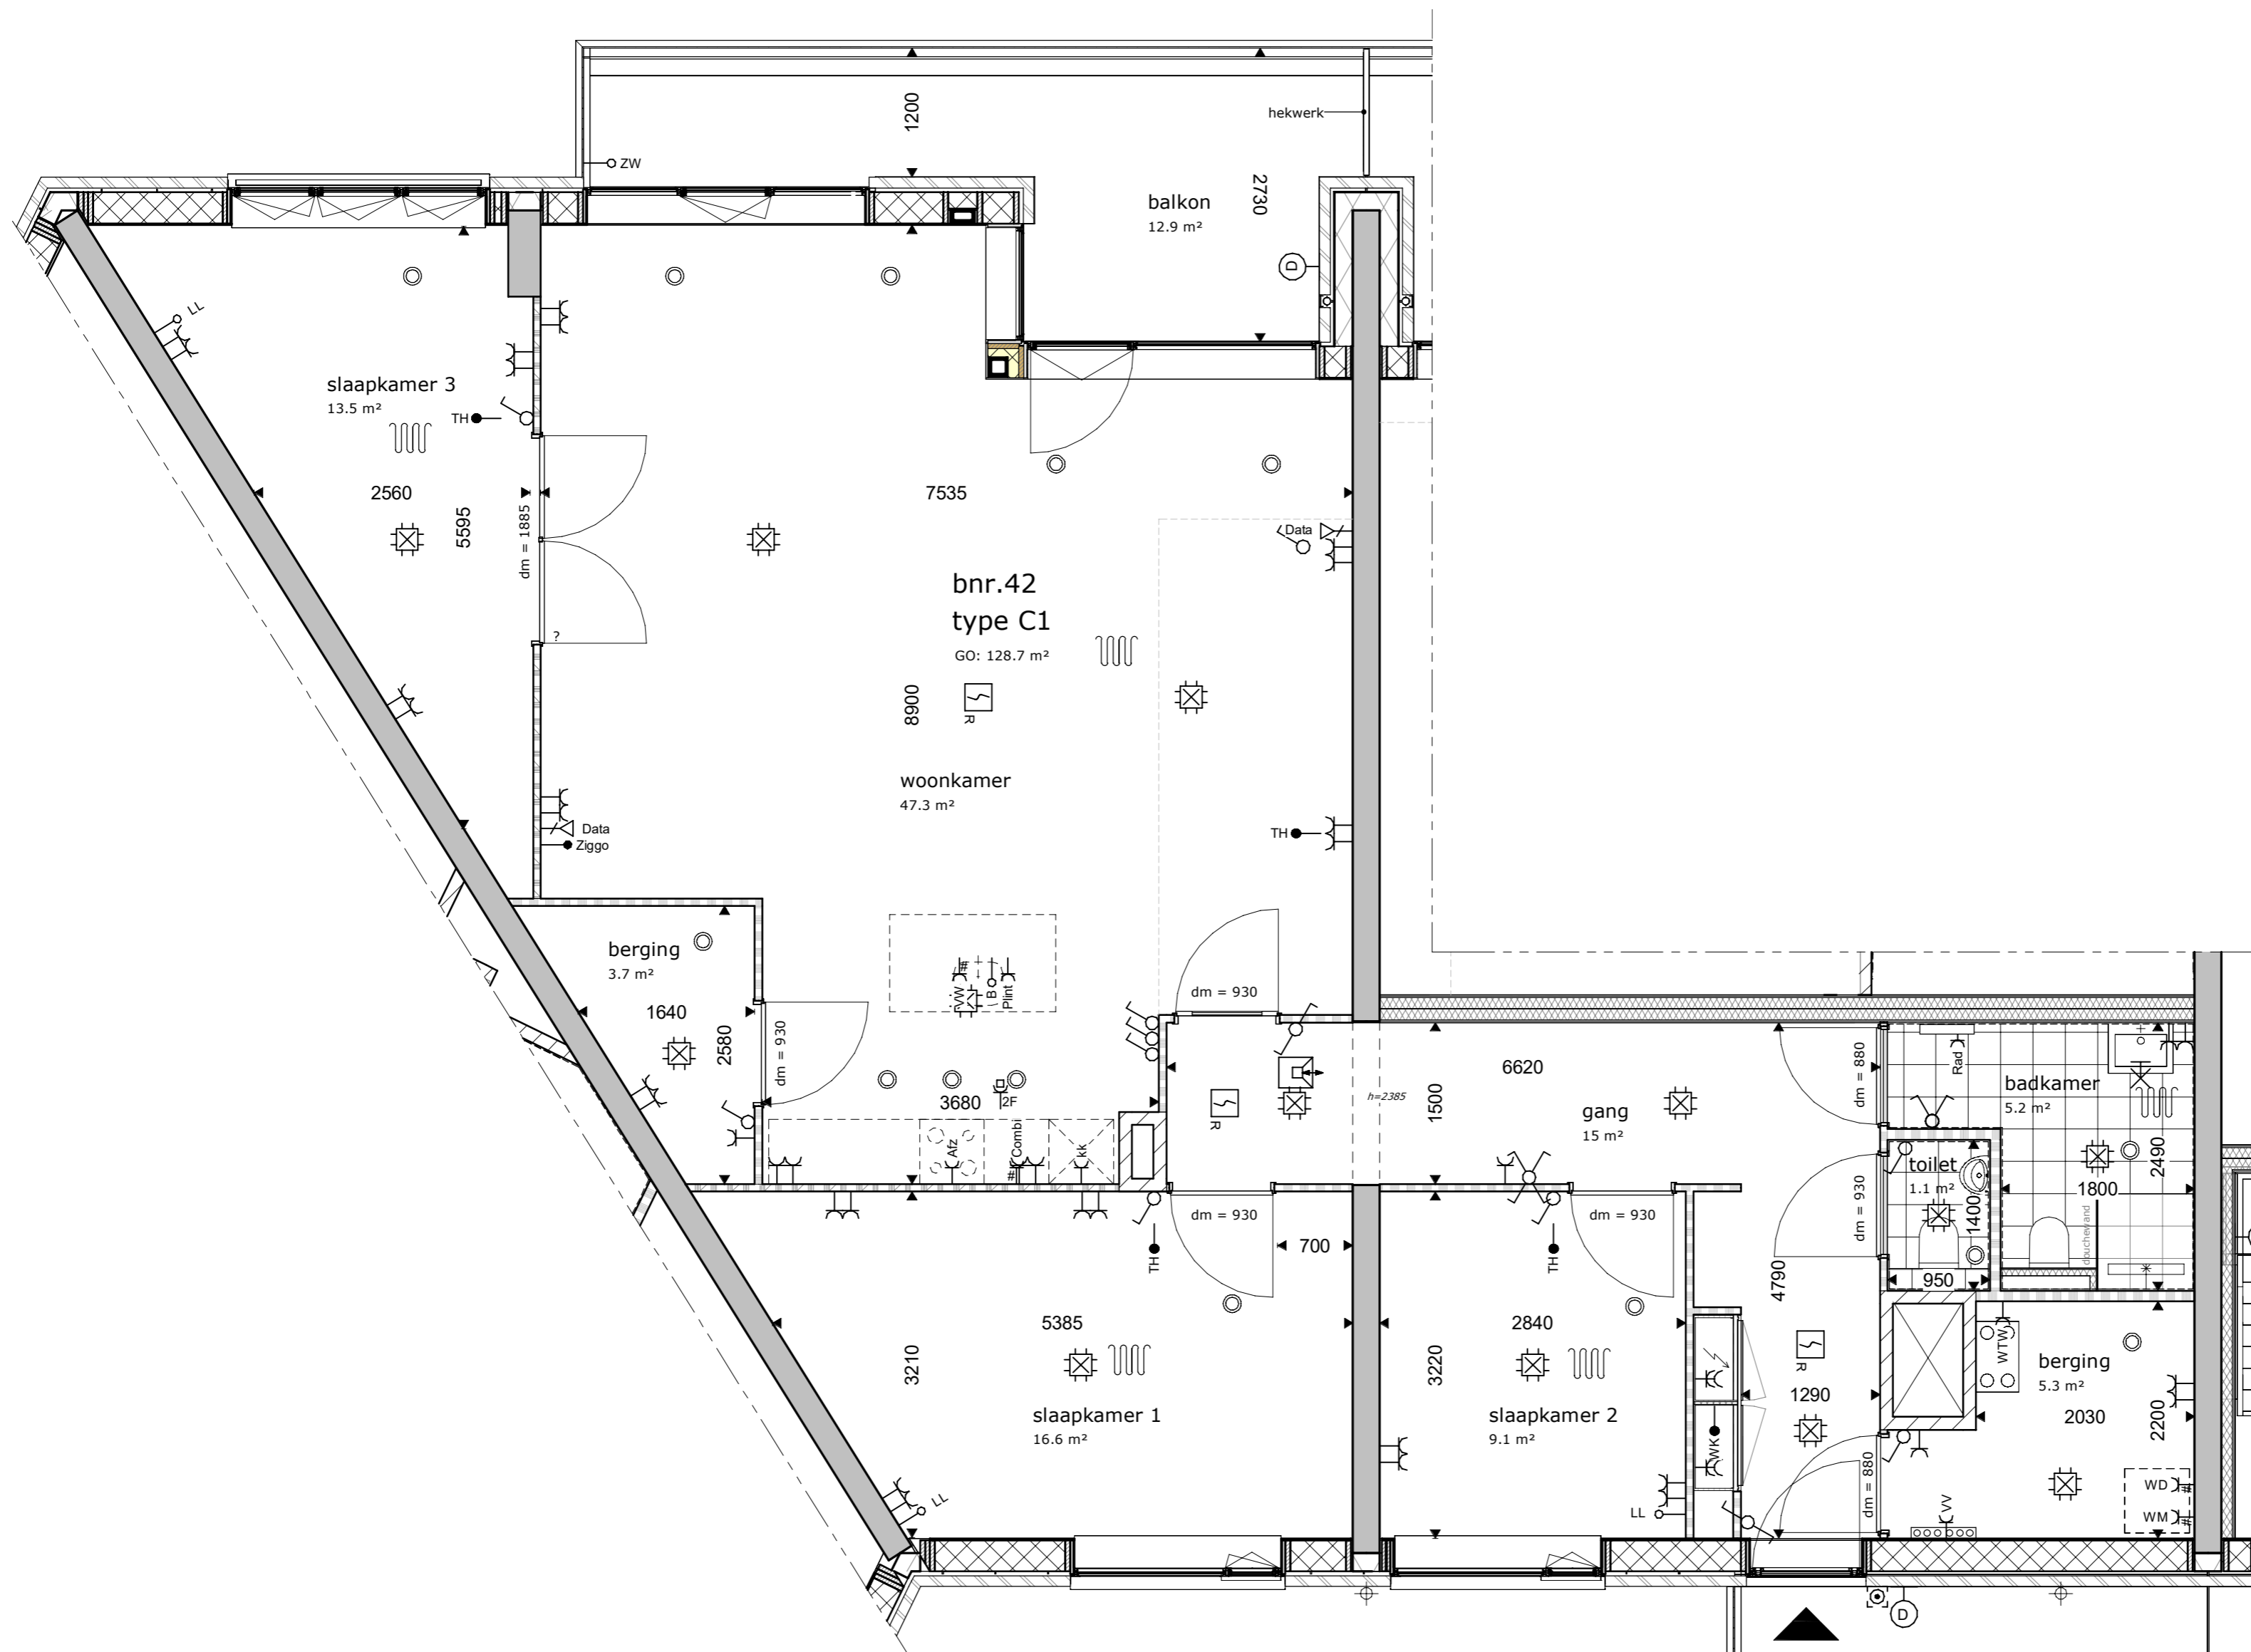 1200
hekwerk
ZW
2730
balkon
12.9 m²
D
LL
slaapkamer 3
13.5 m²
TH
2560
7535
5595
dm = 1885
Data
bnr.42
type C1
GO: 128.7 m²
?
8900
R
woonkamer
47.3 m²
Data
Ziggo
TH
berging
3.7 m²
1640
2580
dm = 930
#
VW
B
Plint
dm = 930
3680
2F
Afz
#
Combi
kk
R
h=2385
6620
1500
gang
15 m²
dm = 880
Rad
badkamer
5.2 m²
2490
toilet
1.1 m²
1400
1800
douchewand
950
dm = 930
dm = 930
700
TH
dm = 930
TH
4790
5385
3210
slaapkamer 1
16.6 m²
LL
2840
3220
slaapkamer 2
9.1 m²
LL
WK
R
1290
dm = 880
WTW
berging
5.3 m²
2030
2200
VV
WD
#
WM
#
D